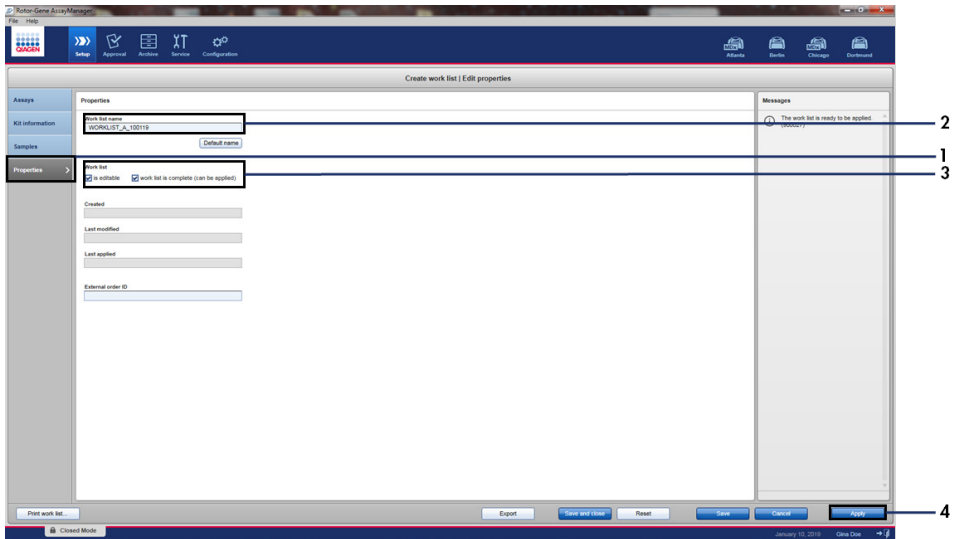 Rotor-Gene AssayManager
File Help
QIAGEN
Setup Approval Archive Service Configuration
Atlanta Berlin Chicago Dortmund
Create work list | Edit properties
Assays
Kit information
Samples
Properties
Properties
Work list name
WORKLIST_A_100119
Default name
Work list
is editable work list is complete (can be applied)
Created
Last modified
Last applied
External order ID
Messages
The work list is ready to be applied.
2
1
3
4
Print work list... Export Save and close Reset Save Cancel Apply
Closed Mode
January 10, 2019 Gina Doe